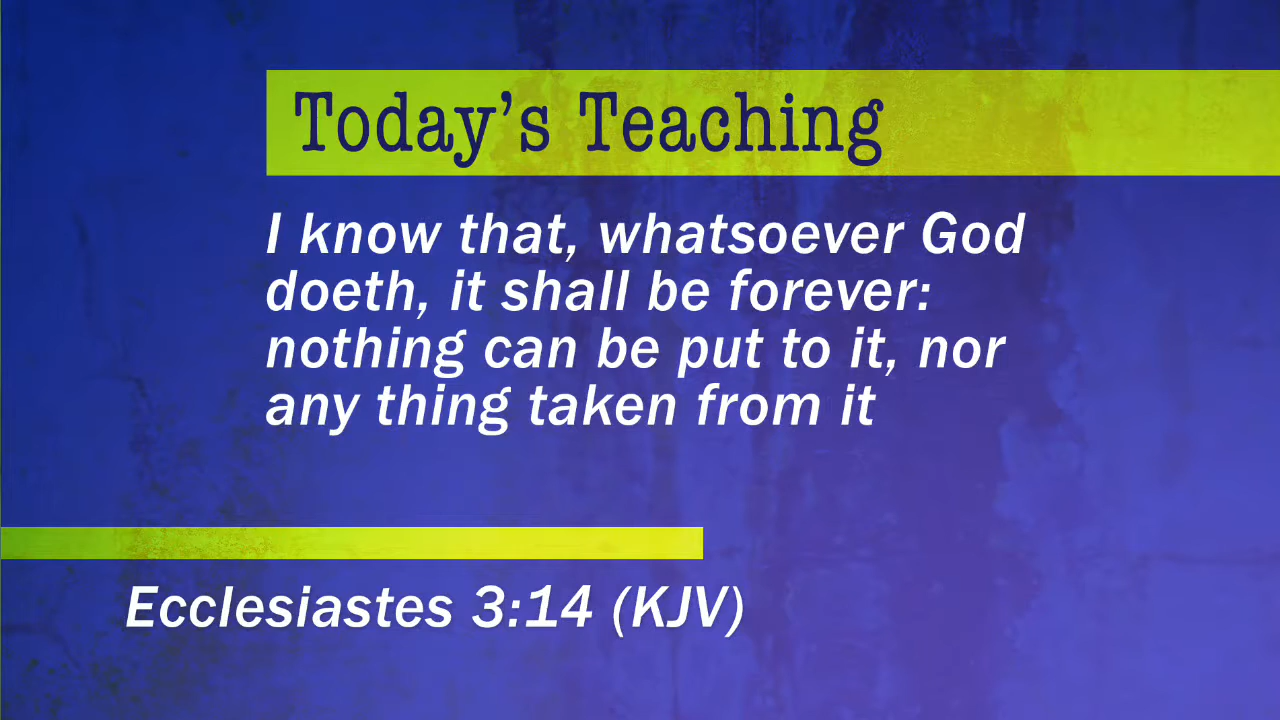 Today’s Teaching
I know that, whatsoever God
doeth, it shall be forever:
nothing can be put to it, nor
any thing taken from it
Ecclesiastes 3:14 (KJV)